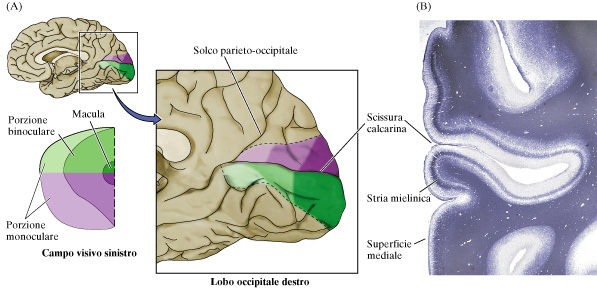 (A)
(B)
Solco parieto-occipitale
Porzione
binoculare
Macula
Scissura
calcarina
Stria mielinica
Porzione
monoculare
Superficie
mediale
Campo visivo sinistro
Lobo occipitale destro